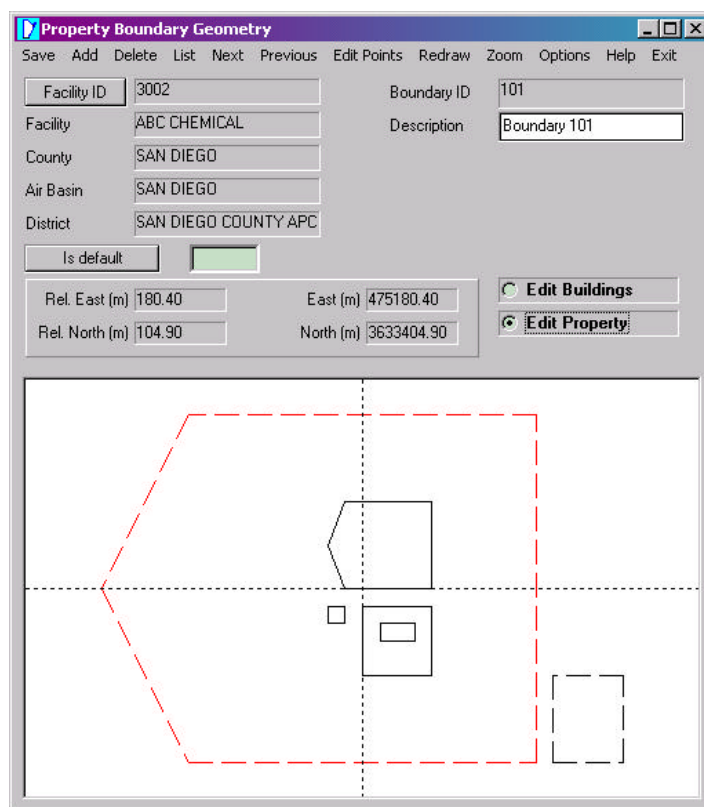 Property Boundary Geometry
Save Add Delete List Next Previous Edit Points Redraw Zoom Options Help Exit
Facility ID 3002 Boundary ID 101
Facility ABC CHEMICAL Description Boundary 101
County SAN DIEGO
Air Basin SAN DIEGO
District SAN DIEGO COUNTY APC
Is default
Rel. East (m) 180.40 East (m) 475180.40 Edit Buildings
Rel. North (m) 104.90 North (m) 3633404.90 Edit Property